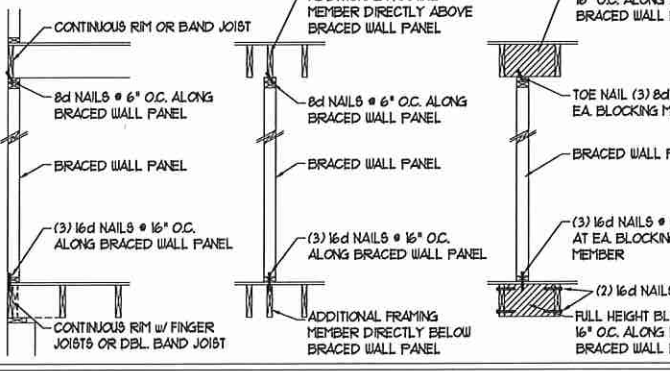 CONTINUOUS RIM OR BAND JOIST
8d NAILS @ 6" O.C. ALONG
BRACED WALL PANEL
BRACED WALL PANEL
(3) 16d NAILS @ 16" O.C.
ALONG BRACED WALL PANEL
CONTINUOUS RIM W/ FINGER
JOISTS OR DBL. BAND JOIST
MEMBER DIRECTLY ABOVE
BRACED WALL PANEL
8d NAILS @ 6" O.C. ALONG
BRACED WALL PANEL
BRACED WALL PANEL
(3) 16d NAILS @ 16" O.C.
ALONG BRACED WALL PANEL
ADDITIONAL FRAMING
MEMBER DIRECTLY BELOW
BRACED WALL PANEL
16" O.C. ALONG
BRACED WALL
TOE NAIL (3) 8d
EA. BLOCKING
BRACED WALL
(3) 16d NAILS @
AT EA. BLOCKING
MEMBER
(2) 16d NAILS
FULL HEIGHT
16" O.C. ALONG
BRACED WALL